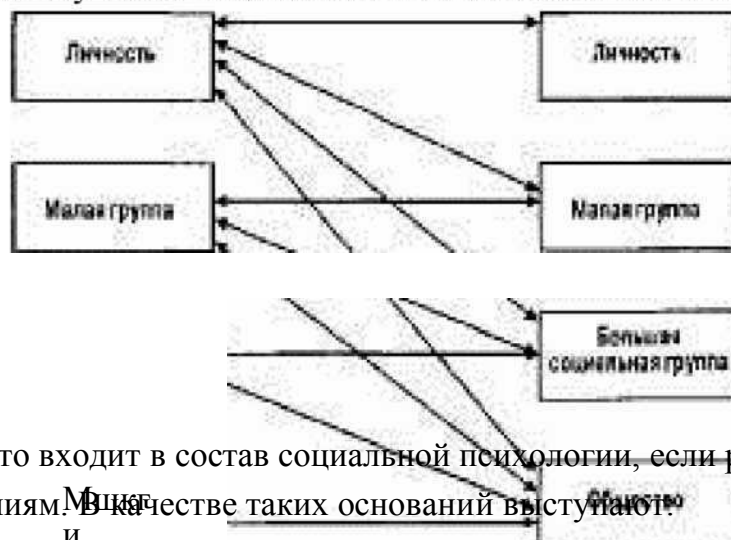 Личность
Личность
Малая группа
Малая группа
Большая
социальная группа
то входит в состав социальной психологии, если р
ниям. В качестве таких оснований выступают:
Общество
и